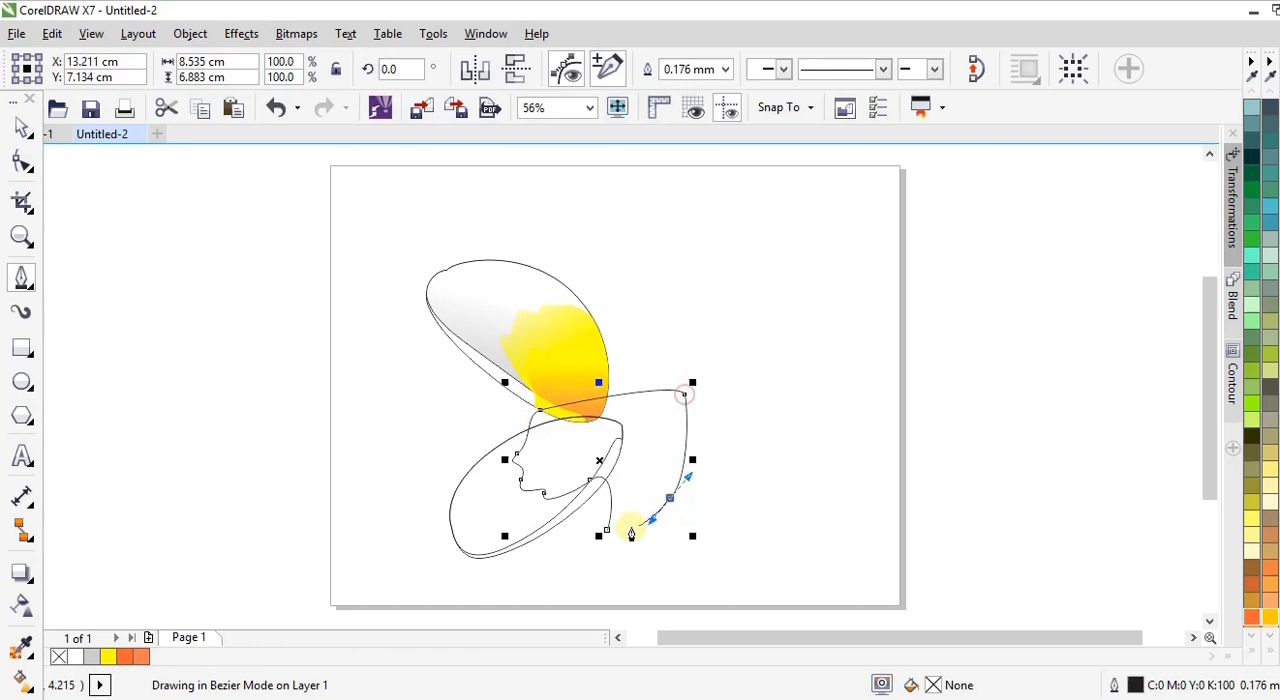 CorelDRAW X7 - Untitled-2
File Edit View Layout Object Effects Bitmaps Text Table Tools Window Help
X: 13.211 cm 8.535 cm 100.0 % 0.0 ° 0.176 mm
Y: 7.134 cm 6.883 cm 100.0 %
56% Snap To
-1 Untitled-2
Transformations
Blend
Contour
1 of 1 Page 1
4.215 ) Drawing in Bezier Mode on Layer 1 None C:0 M:0 Y:0 K:100 0.176 m